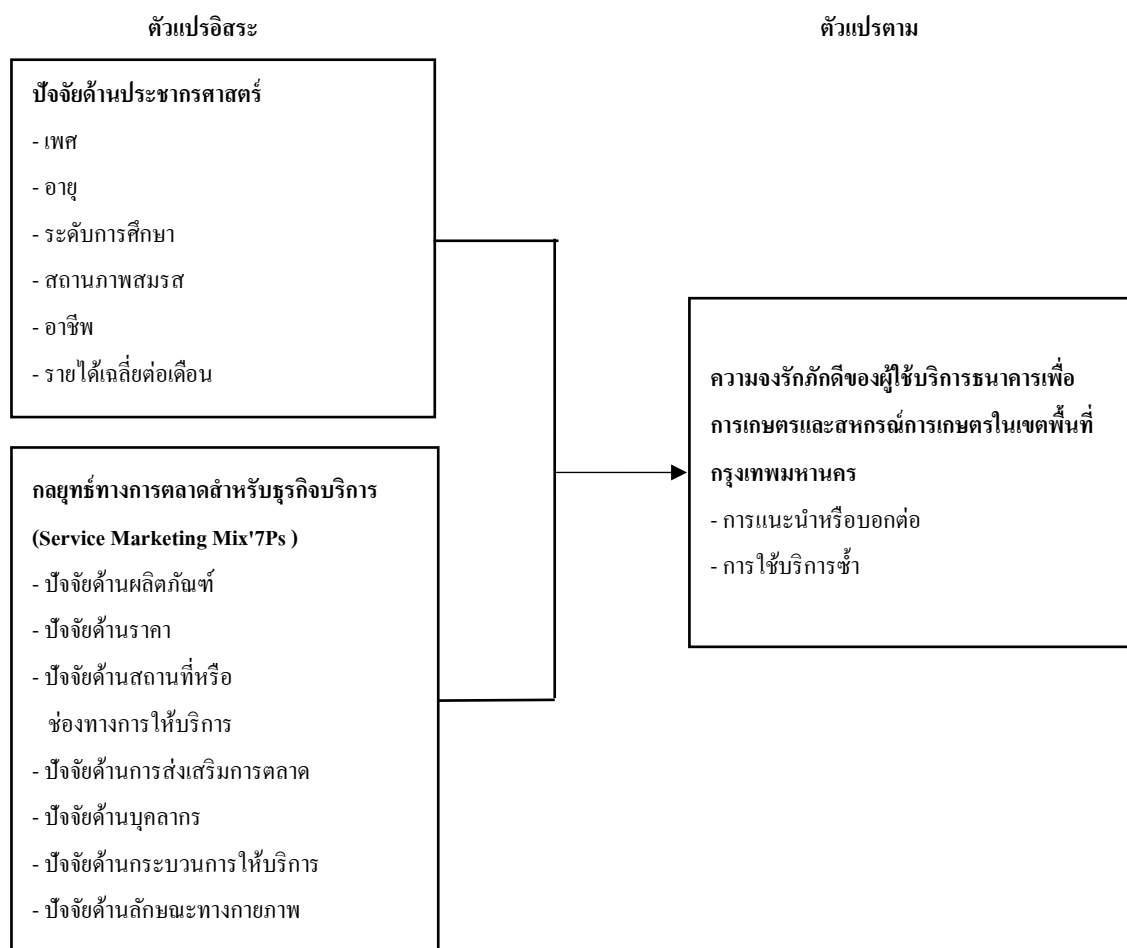 ตัวแปรอิสระ
ตัวแปรตาม
ปัจจัยด้านประชากรศาสตร์
- เพศ
- อายุ
- ระดับการศึกษา
- สถานภาพสมรส
- อาชีพ
- รายได้เฉลี่ยต่อเดือน
กลยุทธ์ทางการตลาดสำหรับธุรกิจบริการ
(Service Marketing Mix'7Ps )
- ปัจจัยด้านผลิตภัณฑ์
- ปัจจัยด้านราคา
- ปัจจัยด้านสถานที่หรือ
ช่องทางการให้บริการ
- ปัจจัยด้านการส่งเสริมการตลาด
- ปัจจัยด้านบุคลากร
- ปัจจัยด้านกระบวนการให้บริการ
- ปัจจัยด้านลักษณะทางกายภาพ
ความจงรักภักดีของผู้ใช้บริการธนาคารเพื่อ
การเกษตรและสหกรณ์การเกษตรในเขตพื้นที่
กรุงเทพมหานคร
- การแนะนำหรือบอกต่อ
- การใช้บริการซ้ำ